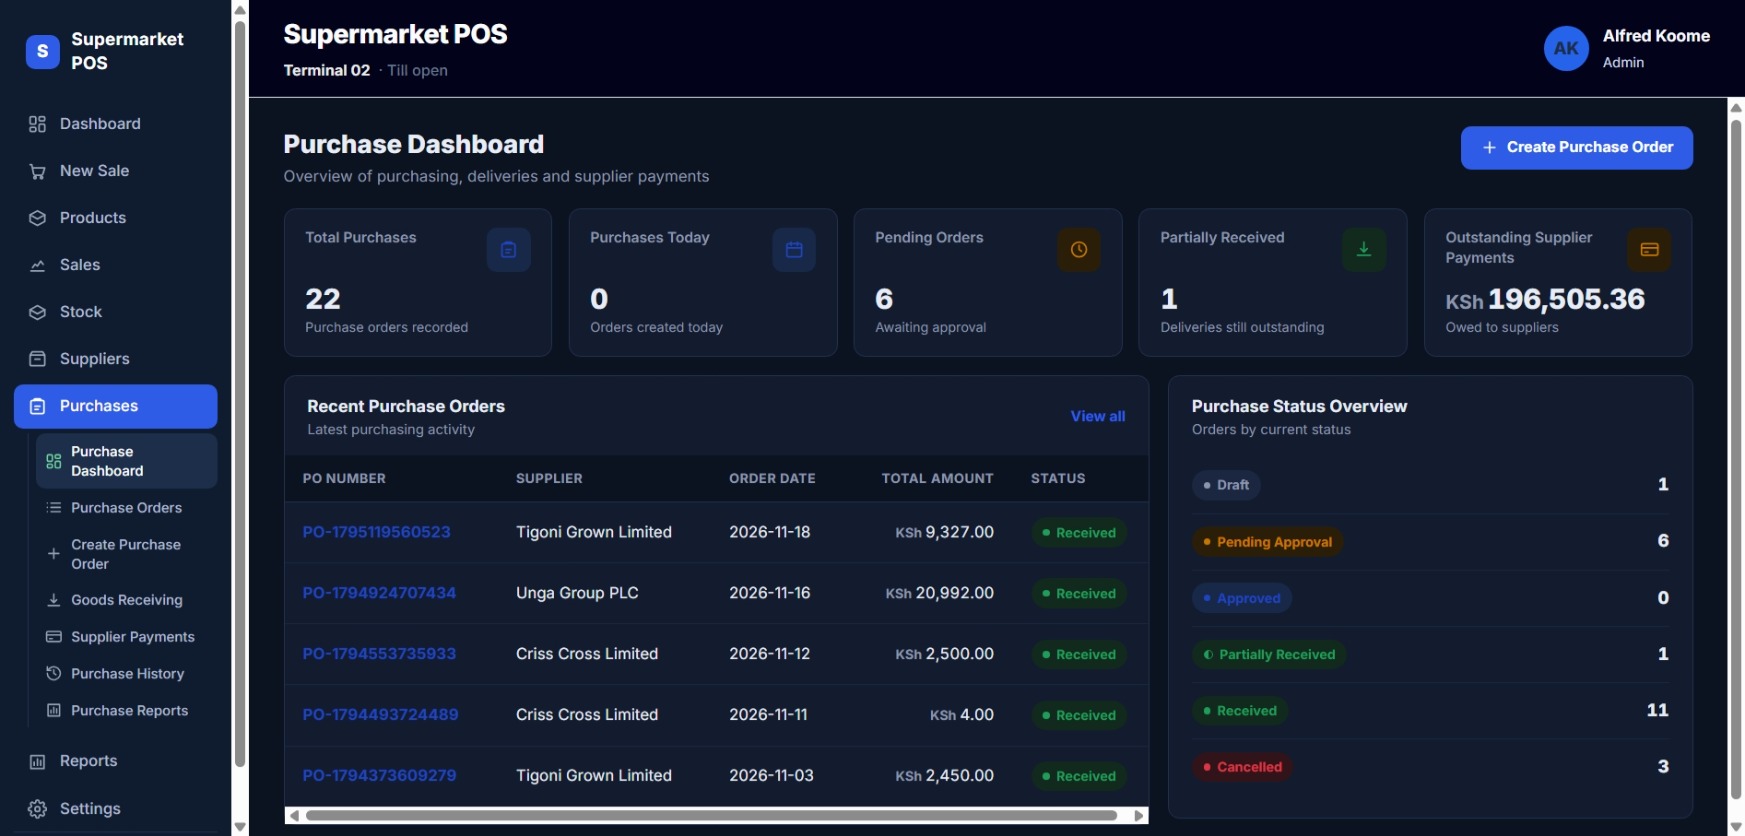 S
Supermarket
POS
Dashboard
New Sale
Products
Sales
Stock
Suppliers
Purchases
Purchase
Dashboard
Purchase Orders
Create Purchase
Order
Goods Receiving
Supplier Payments
Purchase History
Purchase Reports
Reports
Settings
Supermarket POS
Terminal 02 · Till open
AK
Alfred Koome
Admin
Purchase Dashboard
Overview of purchasing, deliveries and supplier payments
+ Create Purchase Order
Total Purchases
22
Purchase orders recorded
Purchases Today
0
Orders created today
Pending Orders
6
Awaiting approval
Partially Received
1
Deliveries still outstanding
Outstanding Supplier
Payments
KSh 196,505.36
Owed to suppliers
Recent Purchase Orders
Latest purchasing activity
View all
PO NUMBER SUPPLIER ORDER DATE TOTAL AMOUNT STATUS
PO-1795119560523 Tigoni Grown Limited 2026-11-18 KSh 9,327.00 Received
PO-1794924707434 Unga Group PLC 2026-11-16 KSh 20,992.00 Received
PO-1794553735933 Criss Cross Limited 2026-11-12 KSh 2,500.00 Received
PO-1794493724489 Criss Cross Limited 2026-11-11 KSh 4.00 Received
PO-1794373609279 Tigoni Grown Limited 2026-11-03 KSh 2,450.00 Received
Purchase Status Overview
Orders by current status
Draft 1
Pending Approval 6
Approved 0
Partially Received 1
Received 11
Cancelled 3